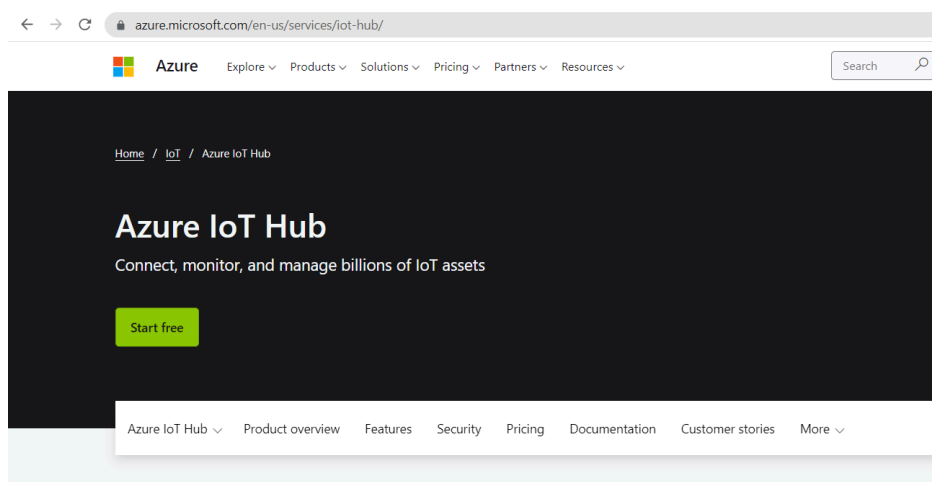 azure.microsoft.com/en-us/services/iot-hub/
Azure Explore Products Solutions Pricing Partners Resources Search
Home / IoT / Azure IoT Hub
Azure IoT Hub
Connect, monitor, and manage billions of IoT assets
Start free
Azure IoT Hub Product overview Features Security Pricing Documentation Customer stories More